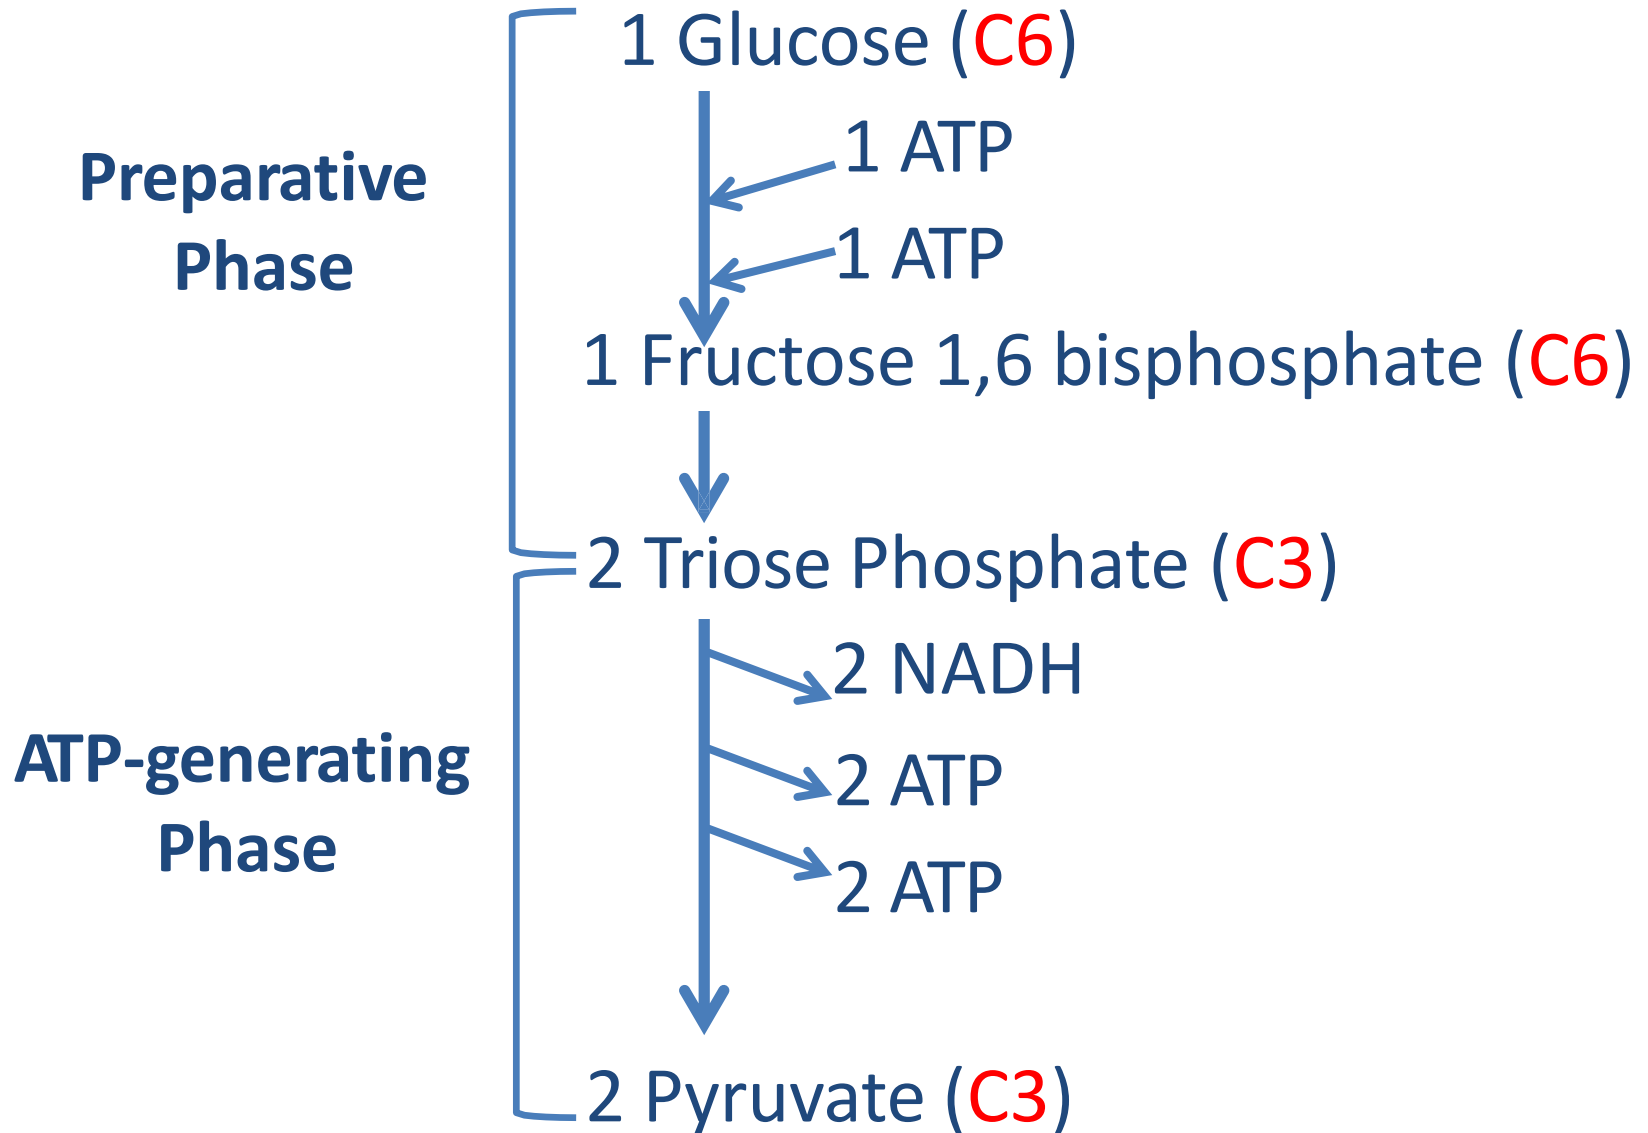 1 Glucose (C6)
1 ATP
Preparative
Phase
1 ATP
1 Fructose 1,6 bisphosphate (C6)
2 Triose Phosphate (C3)
2 NADH
ATP-generating
Phase
2 ATP
2 ATP
2 Pyruvate (C3)